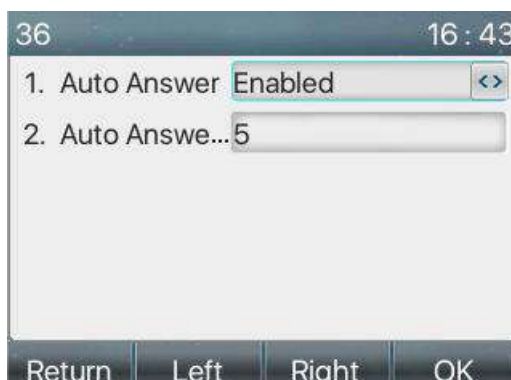 36 16:43
1. Auto Answer Enabled <>
2. Auto Answe... 5
Return Left Right OK